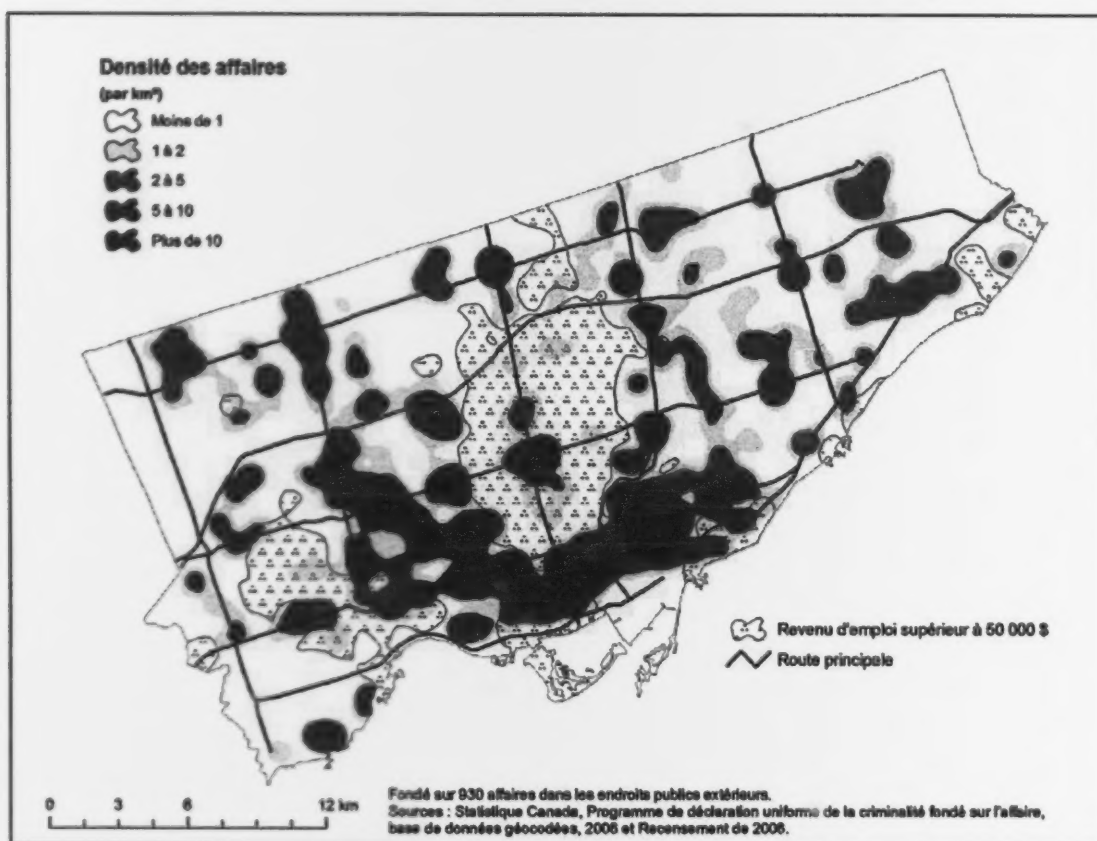 Densité des affaires
(par km²)
Moins de 1
1 à 2
2 à 5
5 à 10
Plus de 10
Revenu d'emploi supérieur à 50 000 $
Route principale
0 3 6 12 km
Fondé sur 930 affaires dans les endroits publics extérieurs.
Sources : Statistique Canada, Programme de déclaration uniforme de la criminalité fondé sur l'affaire,
base de données géocodées, 2006 et Recensement de 2006.